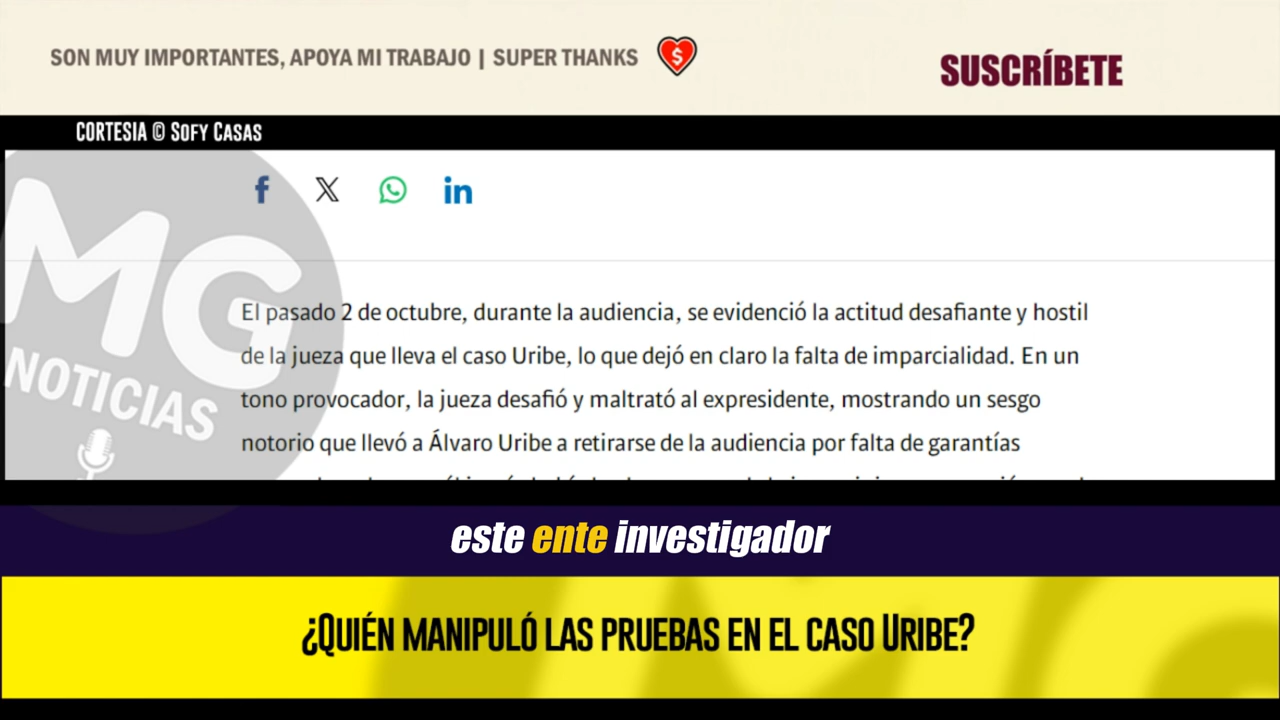 SON MUY IMPORTANTES, APOYA MI TRABAJO | SUPER THANKS
SUSCRÍBETE
CORTESIA © SOFY CASAS
MG
NOTICIAS
El pasado 2 de octubre, durante la audiencia, se evidenció la actitud desafiante y hostil
de la jueza que lleva el caso Uribe, lo que dejó en claro la falta de imparcialidad. En un
tono provocador, la jueza desafió y maltrató al expresidente, mostrando un sesgo
notorio que llevó a Álvaro Uribe a retirarse de la audiencia por falta de garantías
este ente investigador
¿QUIÉN MANIPULÓ LAS PRUEBAS EN EL CASO URIBE?